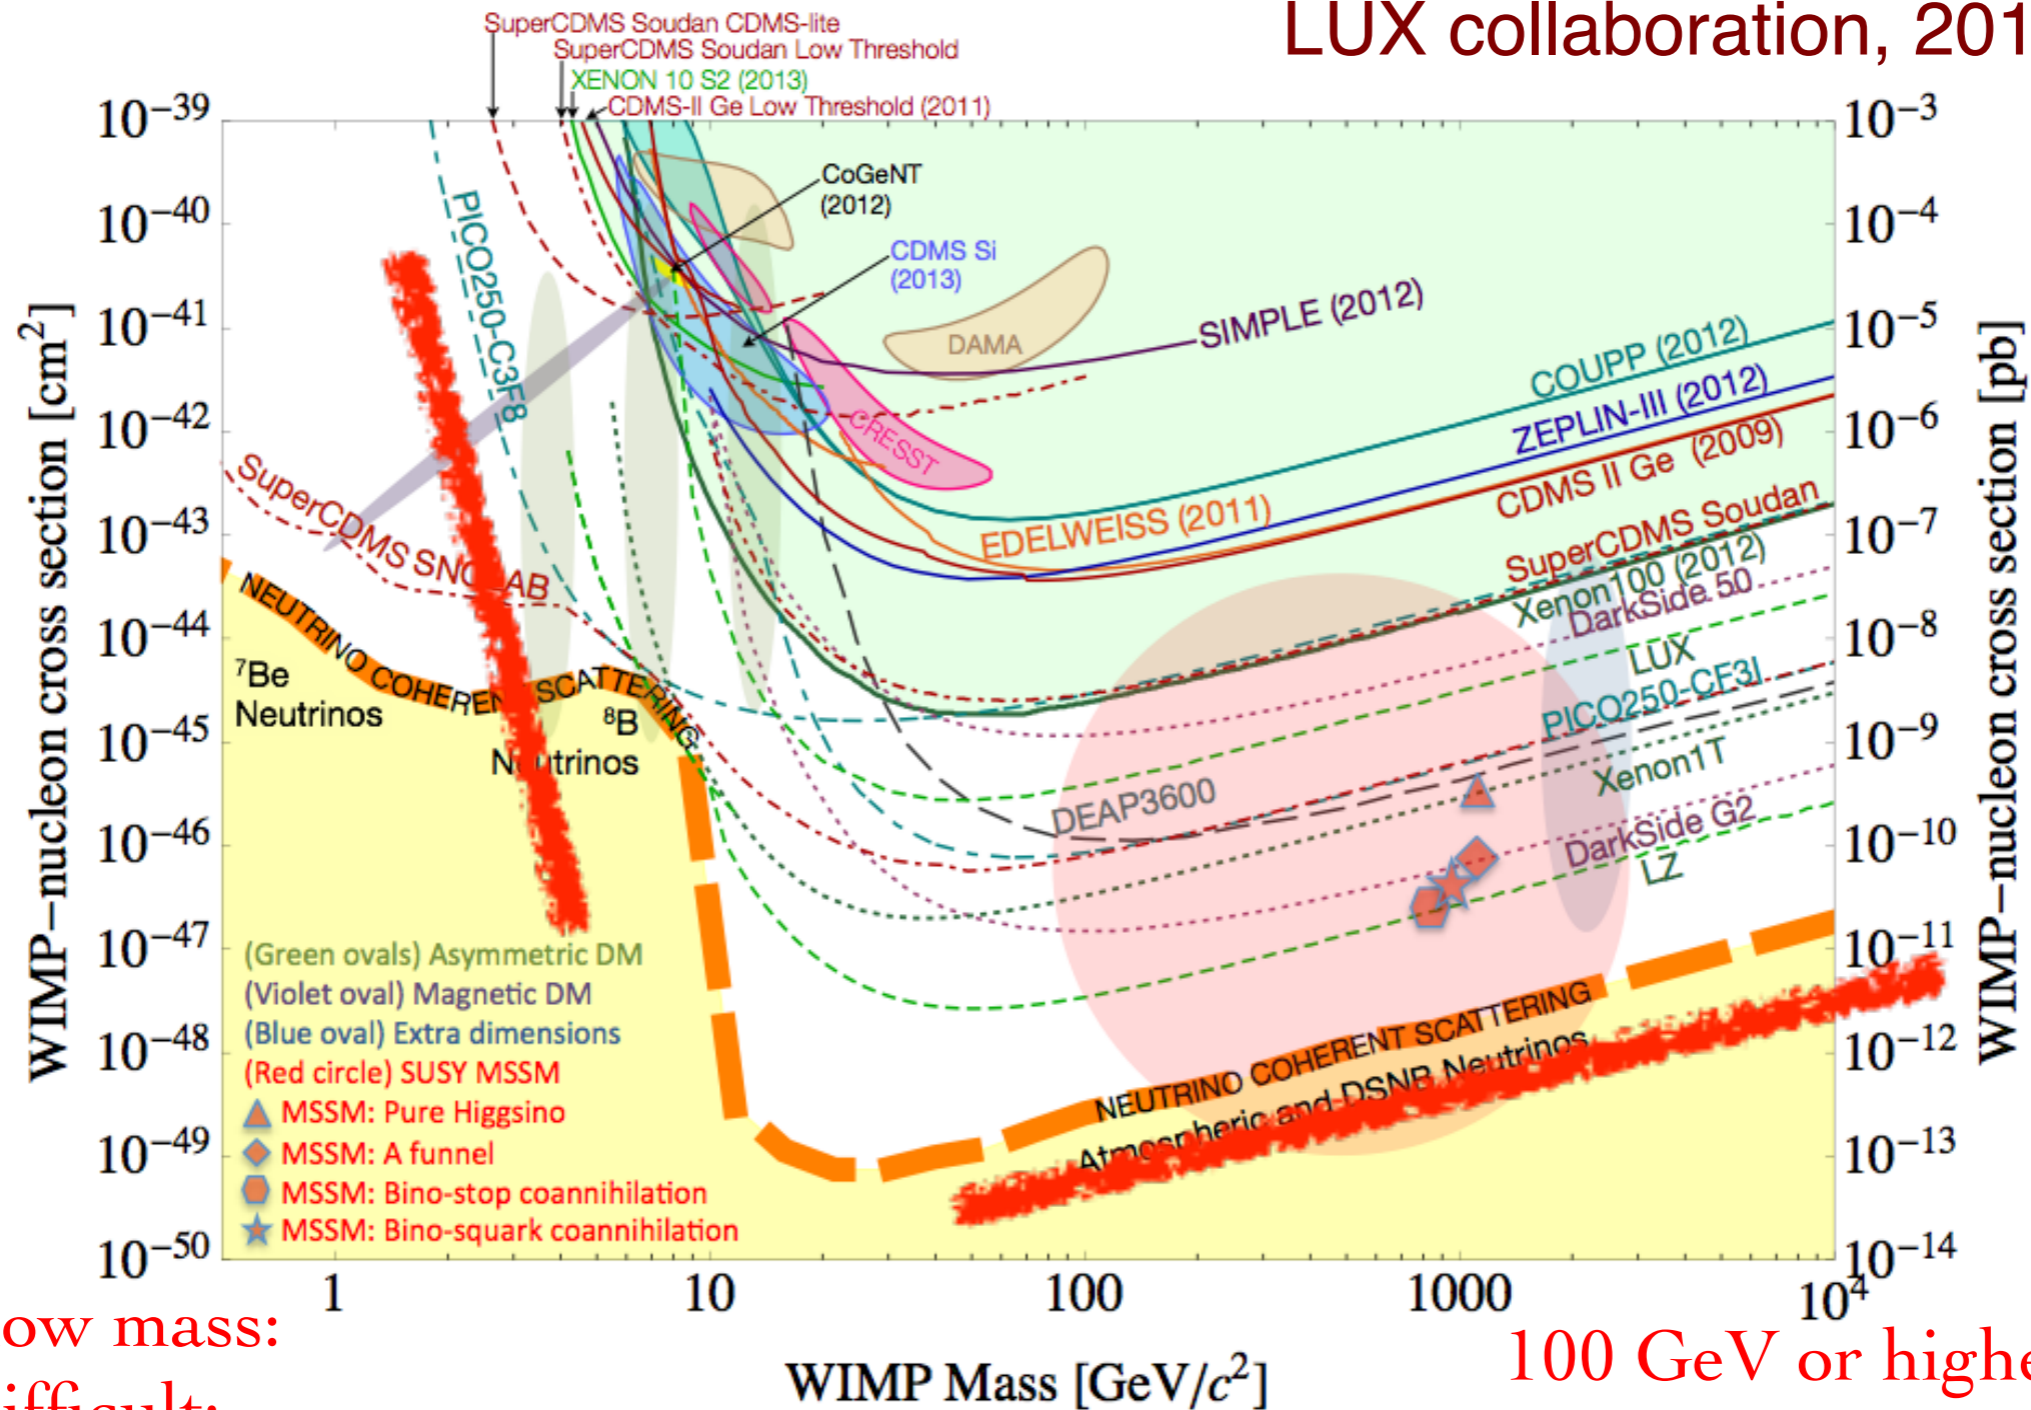 LUX collaboration, 201
SuperCDMS Soudan CDMS-lite
SuperCDMS Soudan Low Threshold
XENON 10 S2 (2013)
CDMS-II Ge Low Threshold (2011)
WIMP–nucleon cross section [cm²]
10⁻³⁹
10⁻⁴⁰
10⁻⁴¹
10⁻⁴²
10⁻⁴³
10⁻⁴⁴
10⁻⁴⁵
10⁻⁴⁶
10⁻⁴⁷
10⁻⁴⁸
10⁻⁴⁹
10⁻⁵⁰
PICO250-C3F8
CoGeNT
(2012)
CDMS Si
(2013)
DAMA
CRESST
SIMPLE (2012)
COUPP (2012)
ZEPLIN-III (2012)
CDMS II Ge (2009)
EDELWEISS (2011)
SuperCDMS Soudan
Xenon100 (2012)
DarkSide 50
LUX
PICO250-CF3I
Xenon1T
DEAP3600
DarkSide G2
LZ
SuperCDMS SNOLAB
NEUTRINO COHERENT SCATTERING
⁷Be
Neutrinos
⁸B
Neutrinos
NEUTRINO COHERENT SCATTERING
Atmospheric and DSNB Neutrinos
(Green ovals) Asymmetric DM
(Violet oval) Magnetic DM
(Blue oval) Extra dimensions
(Red circle) SUSY MSSM
MSSM: Pure Higgsino
MSSM: A funnel
MSSM: Bino-stop coannihilation
MSSM: Bino-squark coannihilation
10⁻³
10⁻⁴
10⁻⁵
10⁻⁶
10⁻⁷
10⁻⁸
10⁻⁹
10⁻¹⁰
10⁻¹¹
10⁻¹²
10⁻¹³
10⁻¹⁴
WIMP–nucleon cross section [pb]
1 10 100 1000 10⁴
WIMP Mass [GeV/c²]
ow mass:
ifficult:
100 GeV or highe